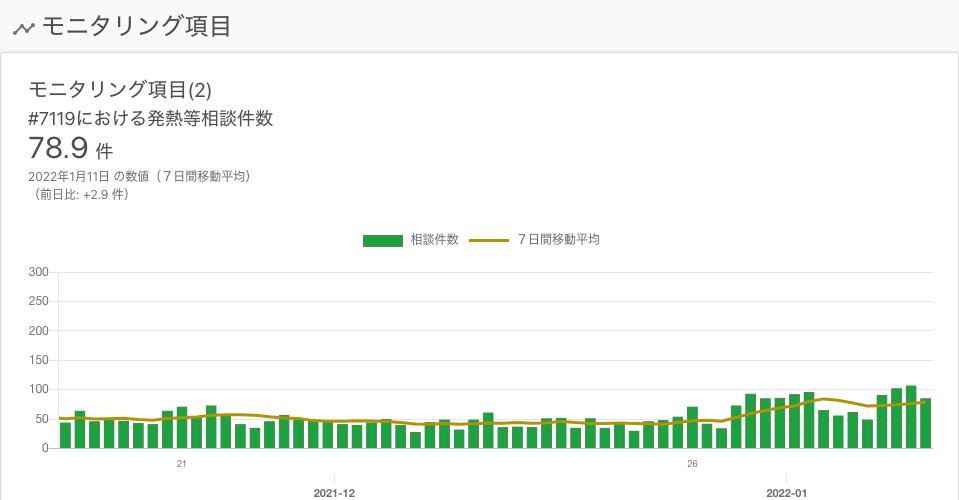 モニタリング項目
モニタリング項目(2)
#7119における発熱等相談件数
78.9 件
2022年1月11日 の数値（７日間移動平均）
（前日比: +2.9 件）
相談件数 ７日間移動平均
300
250
200
150
100
50
0
21 26
2021-12 2022-01